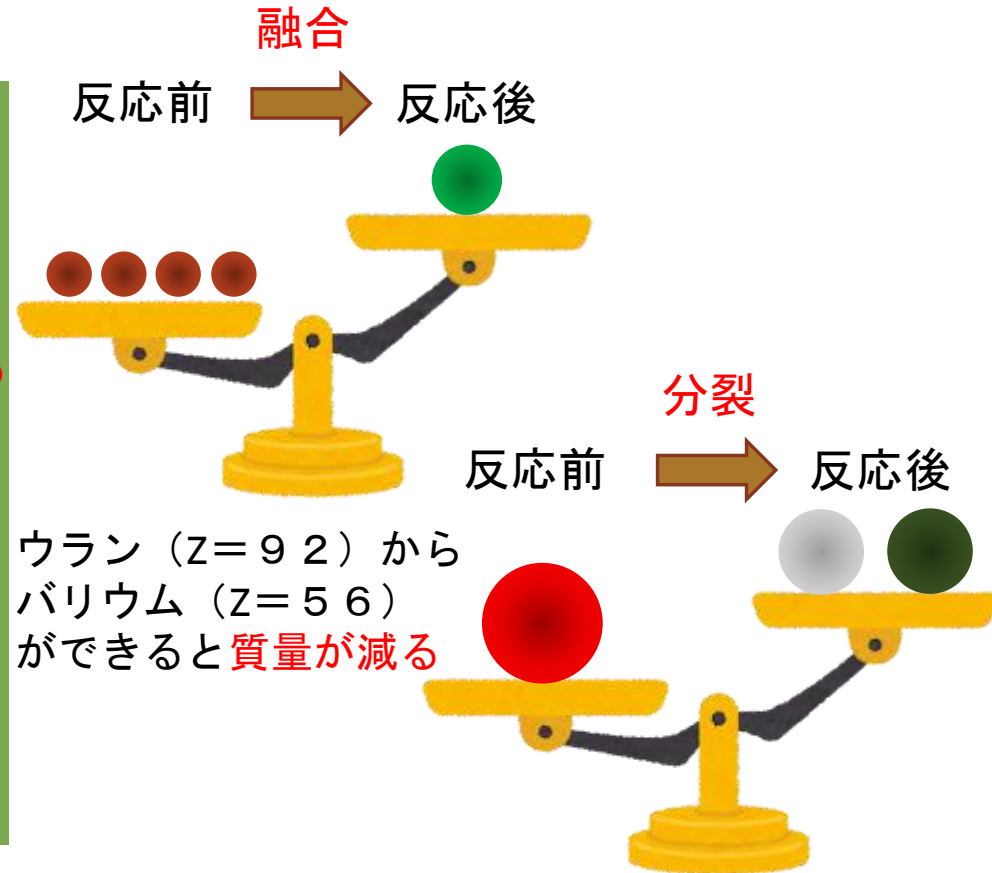 融合
反応前 反応後
分裂
反応前 反応後
ウラン（Z＝９２）から
バリウム（Z＝５６）
ができると質量が減る